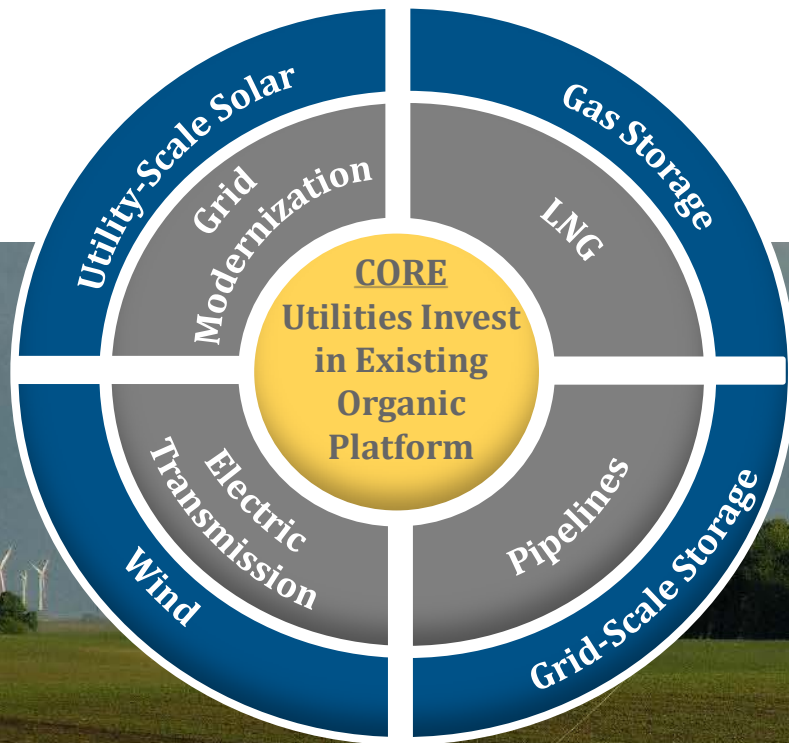 Utility-Scale Solar
Gas Storage
Grid
Modernization
LNG
CORE
Utilities Invest
in Existing
Organic
Platform
Electric
Transmission
Pipelines
Wind
Grid-Scale Storage